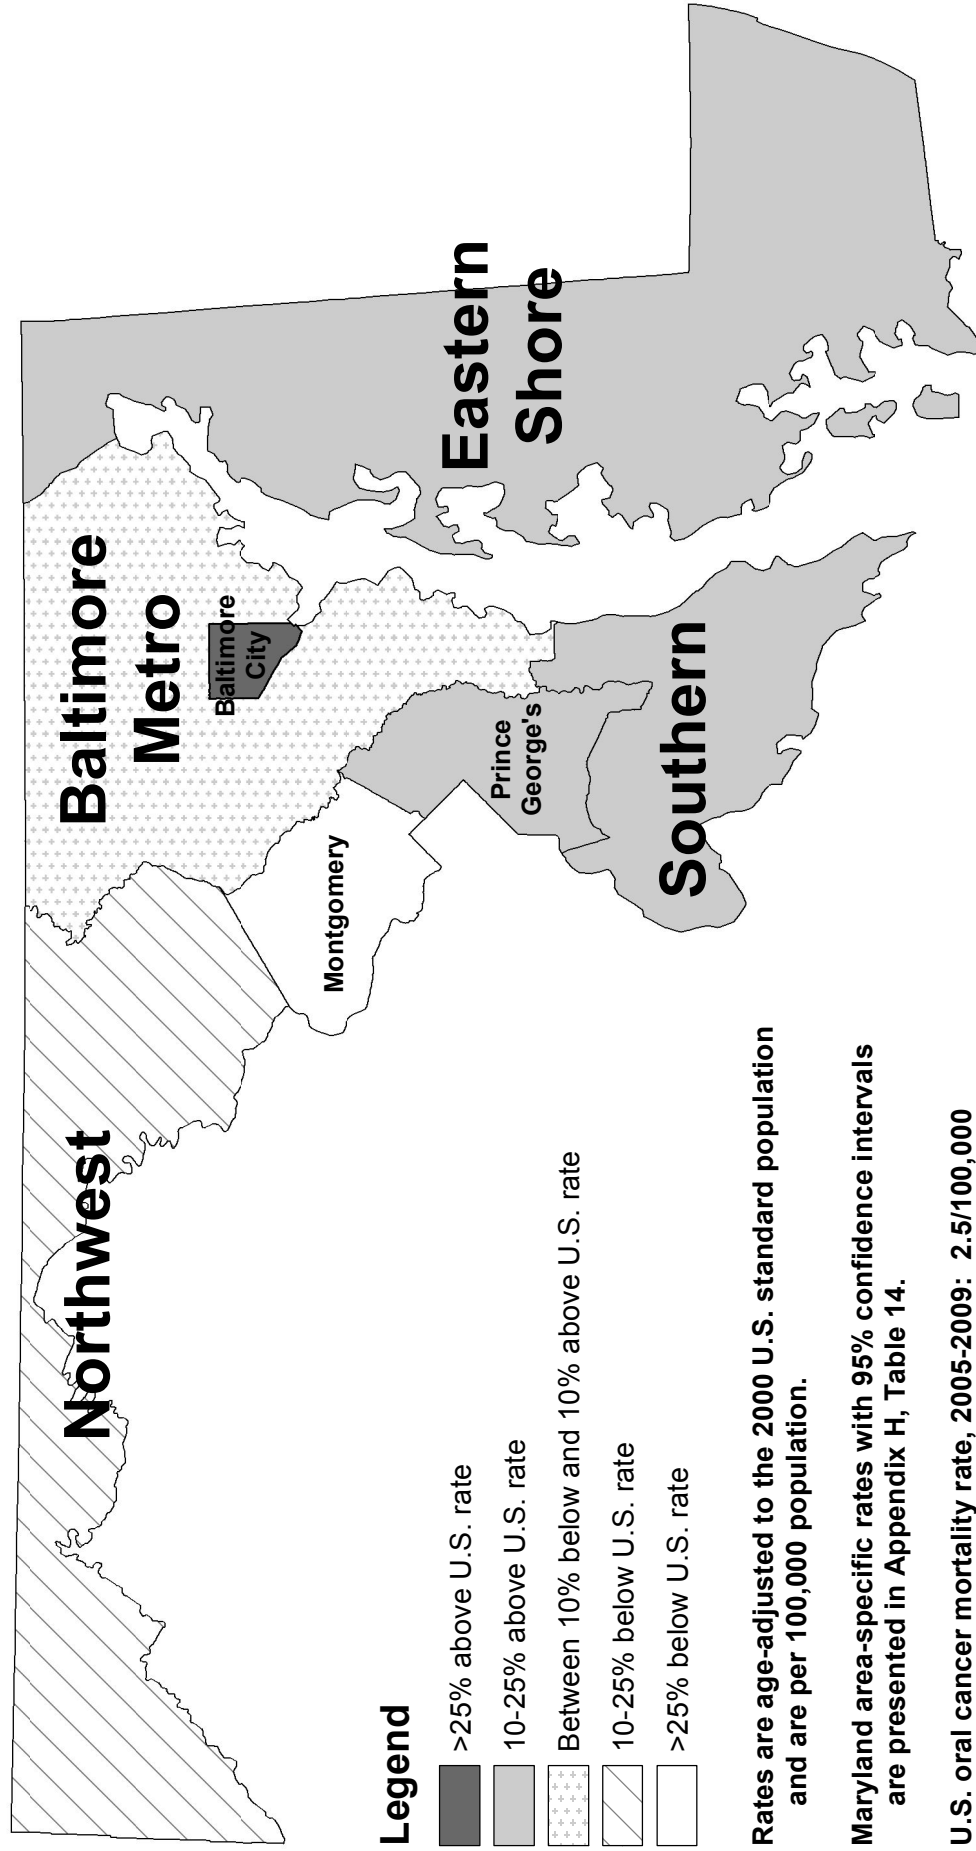 Northwest
Baltimore
Metro
Baltimore
City
Montgomery
Prince
George's
Eastern
Shore
Southern
Legend
>25% above U.S. rate
10-25% above U.S. rate
Between 10% below and 10% above U.S. rate
10-25% below U.S. rate
>25% below U.S. rate
Rates are age-adjusted to the 2000 U.S. standard population
and are per 100,000 population.
Maryland area-specific rates with 95% confidence intervals
are presented in Appendix H, Table 14.
U.S. oral cancer mortality rate, 2005-2009: 2.5/100,000